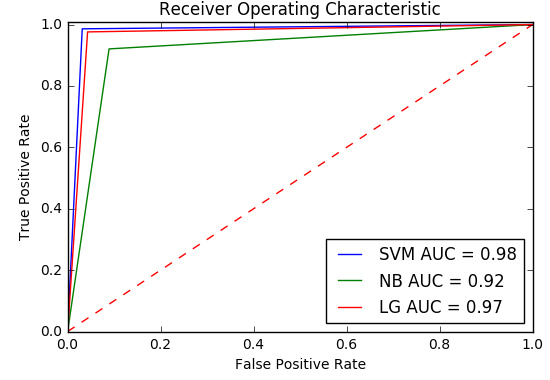 Receiver Operating Characteristic
1.0
0.8
0.6
0.4
0.2
0.0
True Positive Rate
SVM AUC = 0.98
NB AUC = 0.92
LG AUC = 0.97
0.0 0.2 0.4 0.6 0.8 1.0
False Positive Rate